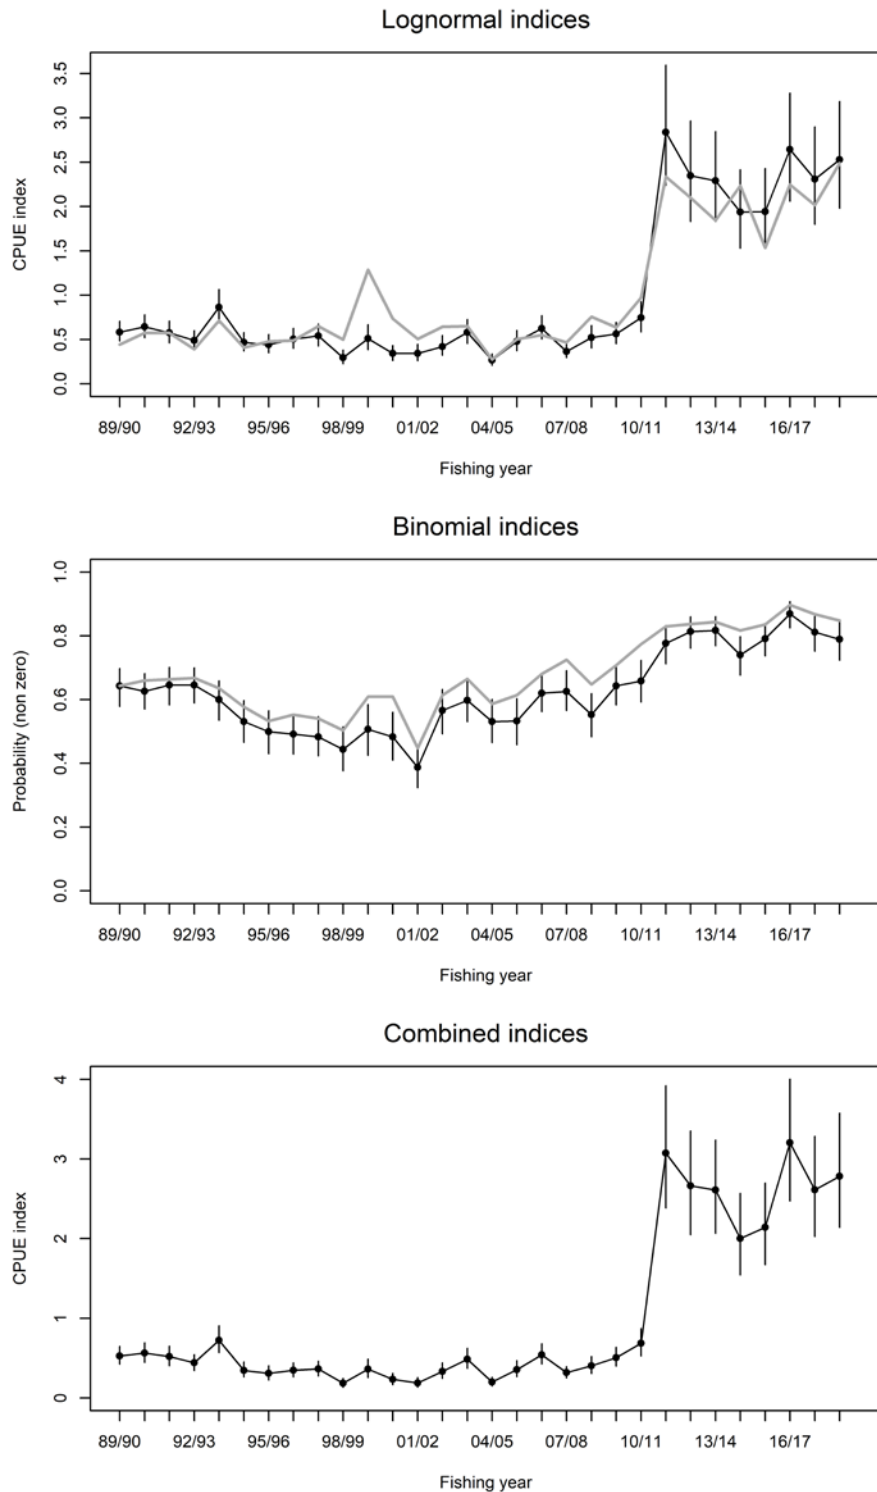 Lognormal indices
3.5
3.0
2.5
2.0
1.5
1.0
0.5
0.0
CPUE index
89/90 92/93 95/96 98/99 01/02 04/05 07/08 10/11 13/14 16/17
Fishing year
Binomial indices
1.0
0.8
0.6
0.4
0.2
0.0
Probability (non zero)
89/90 92/93 95/96 98/99 01/02 04/05 07/08 10/11 13/14 16/17
Fishing year
Combined indices
4
3
2
1
0
CPUE index
89/90 92/93 95/96 98/99 01/02 04/05 07/08 10/11 13/14 16/17
Fishing year